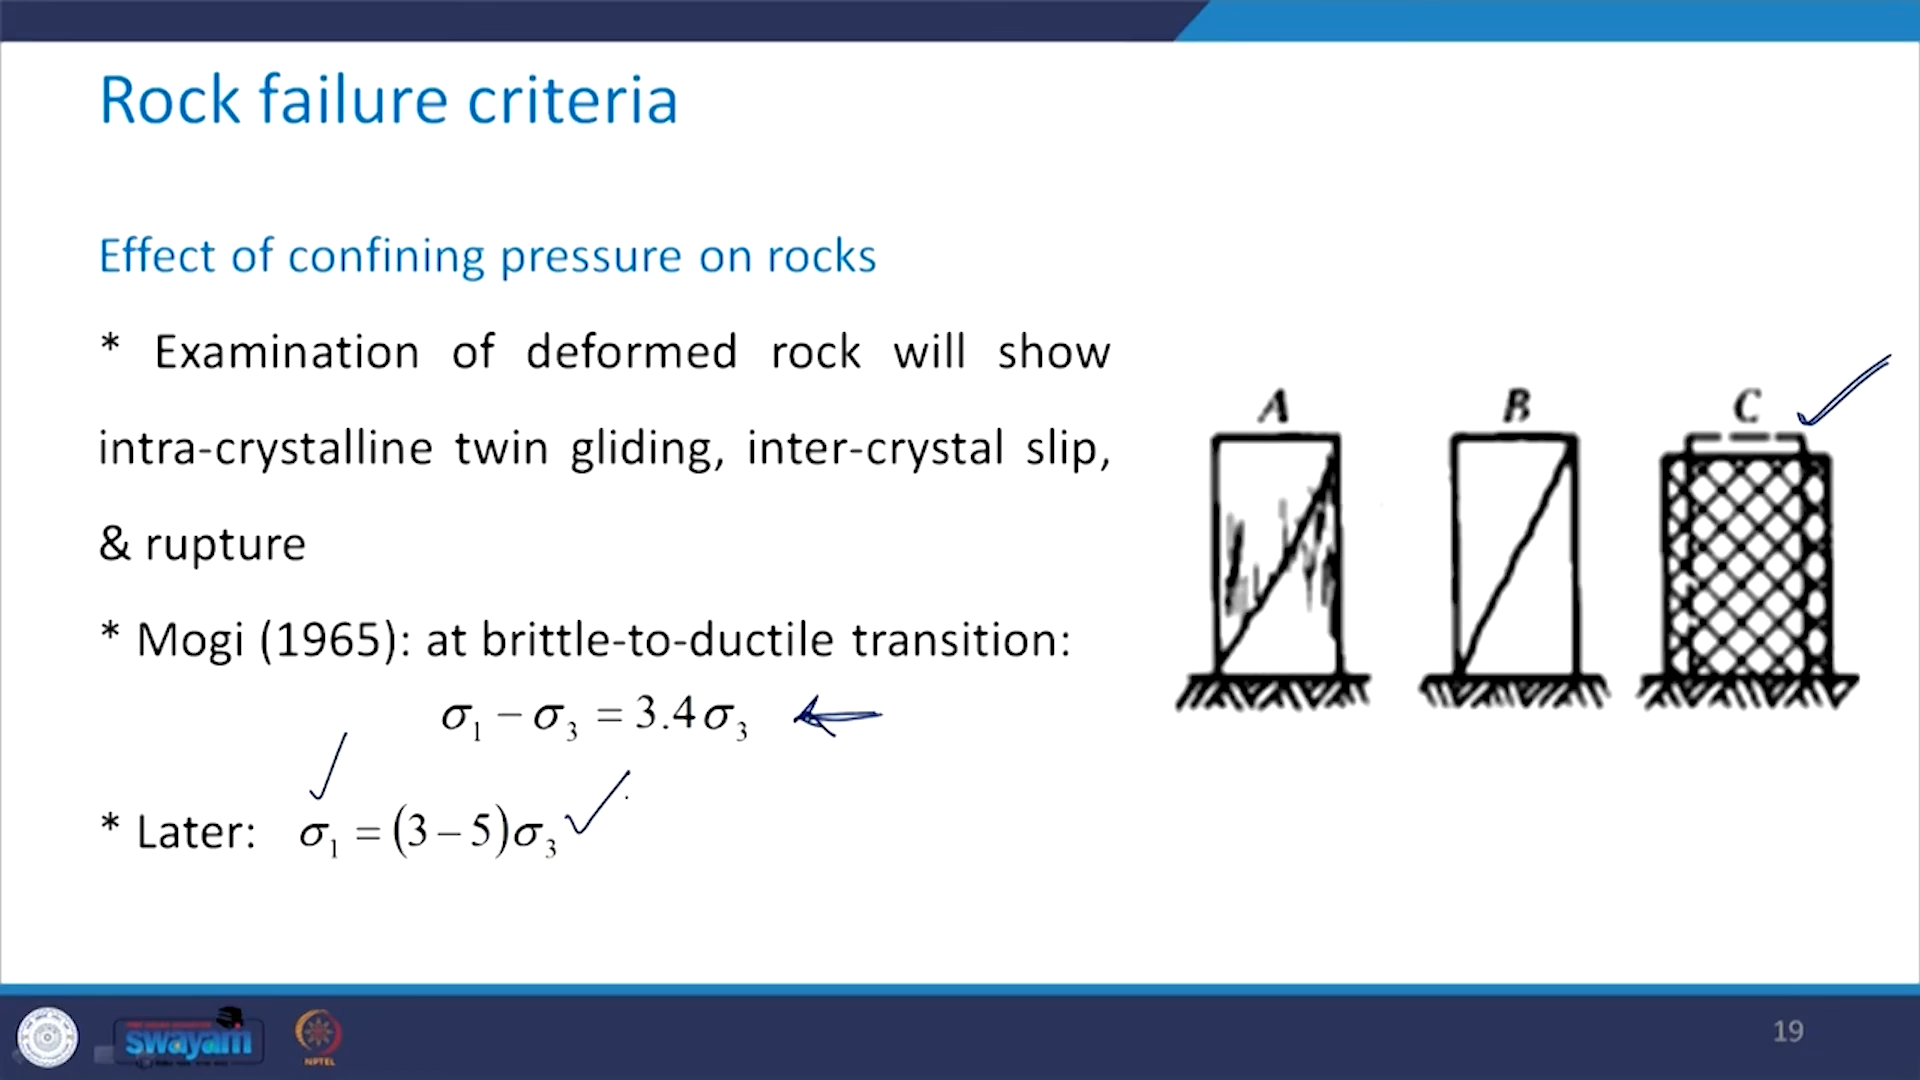 Rock failure criteria
Effect of confining pressure on rocks
* Examination of deformed rock will show
intra-crystalline twin gliding, inter-crystal slip,
& rupture
* Mogi (1965): at brittle-to-ductile transition:
σ₁ − σ₃ = 3.4σ₃
* Later: σ₁ = (3 − 5)σ₃
A B C
swayam
NPTEL
19